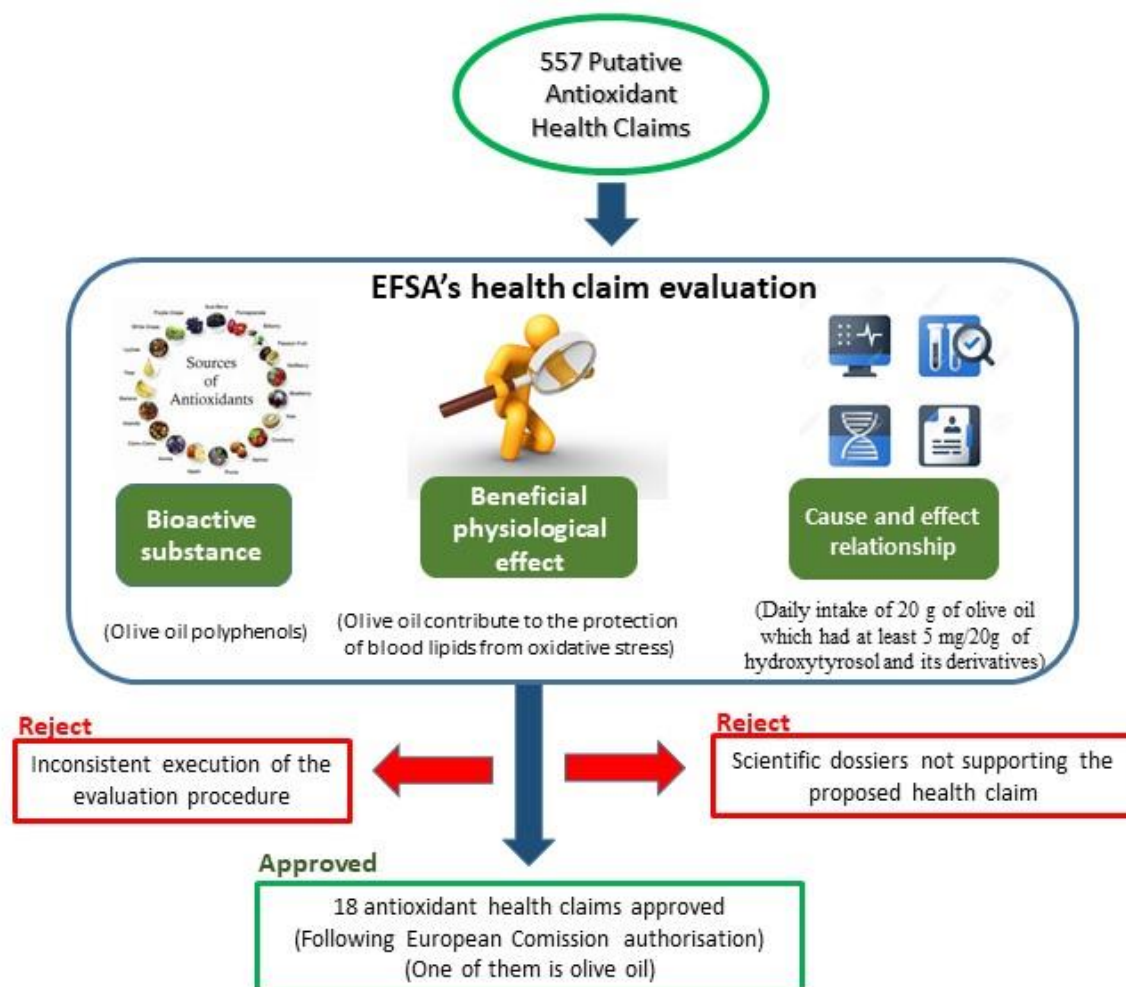 557 Putative
Antioxidant
Health Claims
EFSA's health claim evaluation
Sources
of
Antioxidants
Bioactive
substance
(Olive oil polyphenols)
Beneficial
physiological
effect
(Olive oil contribute to the protection
of blood lipids from oxidative stress)
Cause and effect
relationship
(Daily intake of 20 g of olive oil
which had at least 5 mg/20g of
hydroxytyrosol and its derivatives)
Reject
Inconsistent execution of the
evaluation procedure
Reject
Scientific dossiers not supporting the
proposed health claim
Approved
18 antioxidant health claims approved
(Following European Comission authorisation)
(One of them is olive oil)